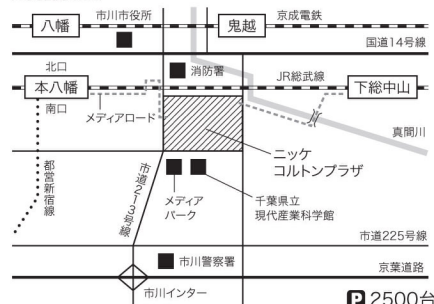 市川市役所
京成電鉄
八幡
鬼越
国道14号線
北口
消防署
JR総武線
本八幡
下総中山
南口
メディアロード
真間川
ニッケ
コルトンプラザ
都営新宿線
市道213号線
メディア
パーク
千葉県立
現代産業科学館
市道225号線
市川警察署
京葉道路
市川インター
P 2500台